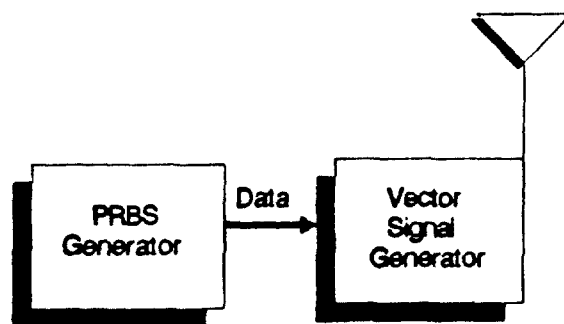 PRBS
Generator
Data
Vector
Signal
Generator